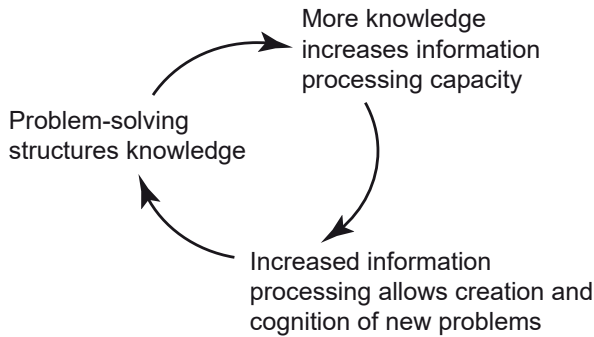 More knowledge
increases information
processing capacity
Problem-solving
structures knowledge
Increased information
processing allows creation and
cognition of new problems